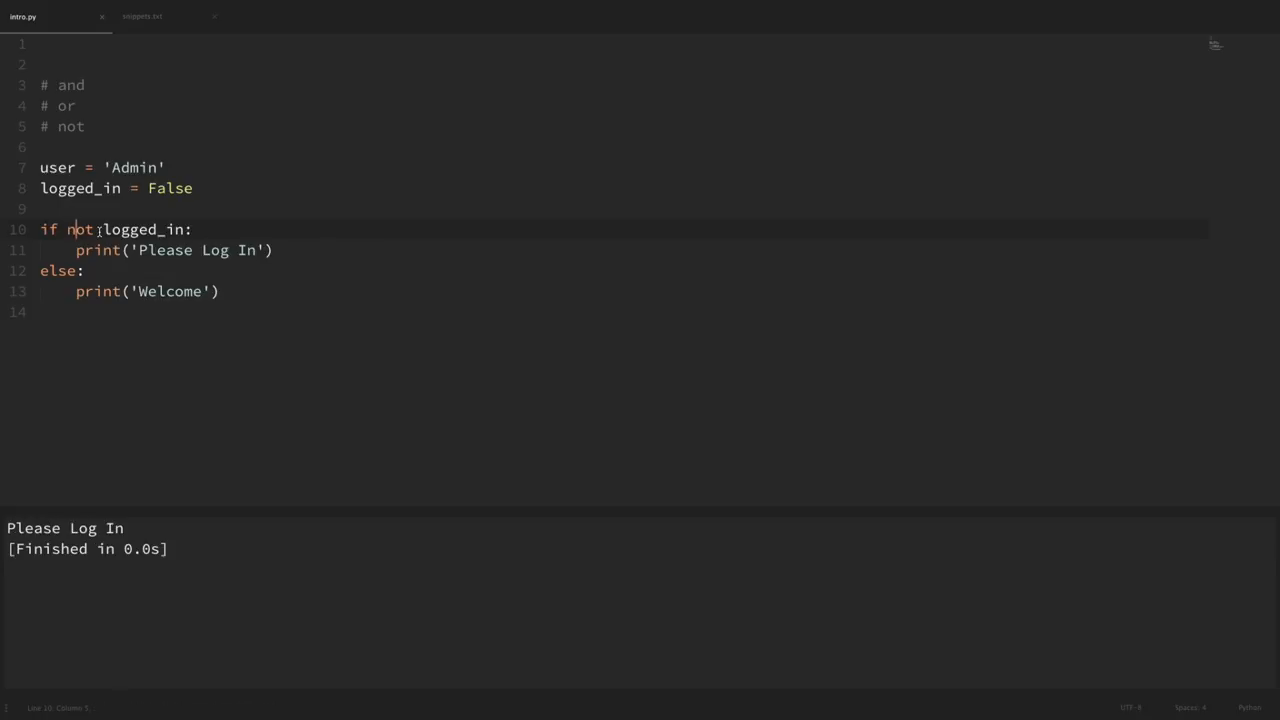 intro.py × snippets.txt ×
1
2
3 # and
4 # or
5 # not
6
7 user = 'Admin'
8 logged_in = False
9
10 if not logged_in:
11     print('Please Log In')
12 else:
13     print('Welcome')
14
Please Log In
[Finished in 0.0s]
Line 10, Column 5 UTF-8 Spaces: 4 Python